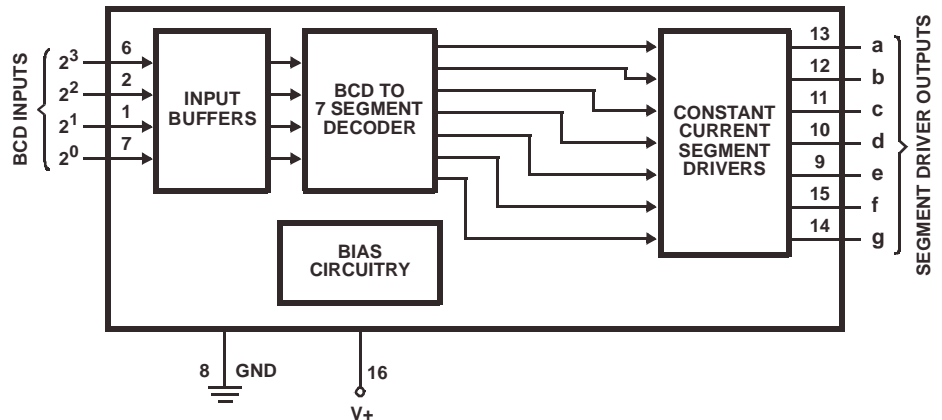 BCD INPUTS
2³
2²
2¹
2⁰
6
2
1
7
INPUT
BUFFERS
BCD TO
7 SEGMENT
DECODER
BIAS
CIRCUITRY
CONSTANT
CURRENT
SEGMENT
DRIVERS
13
12
11
10
9
15
14
a
b
c
d
e
f
g
SEGMENT DRIVER OUTPUTS
8 GND
16
V+